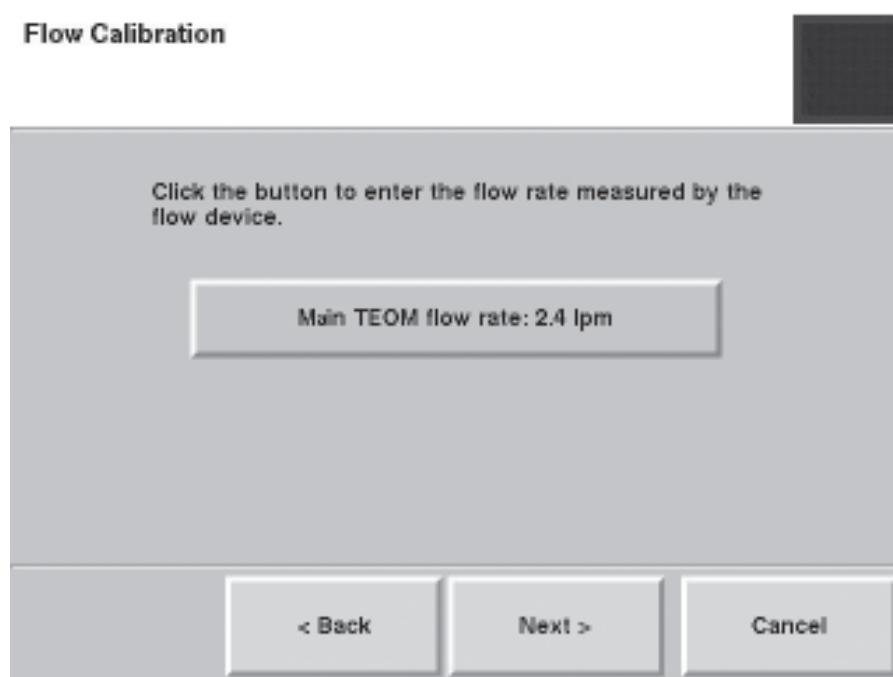 Flow Calibration
Click the button to enter the flow rate measured by the
flow device.
Main TEOM flow rate: 2.4 lpm
< Back
Next >
Cancel